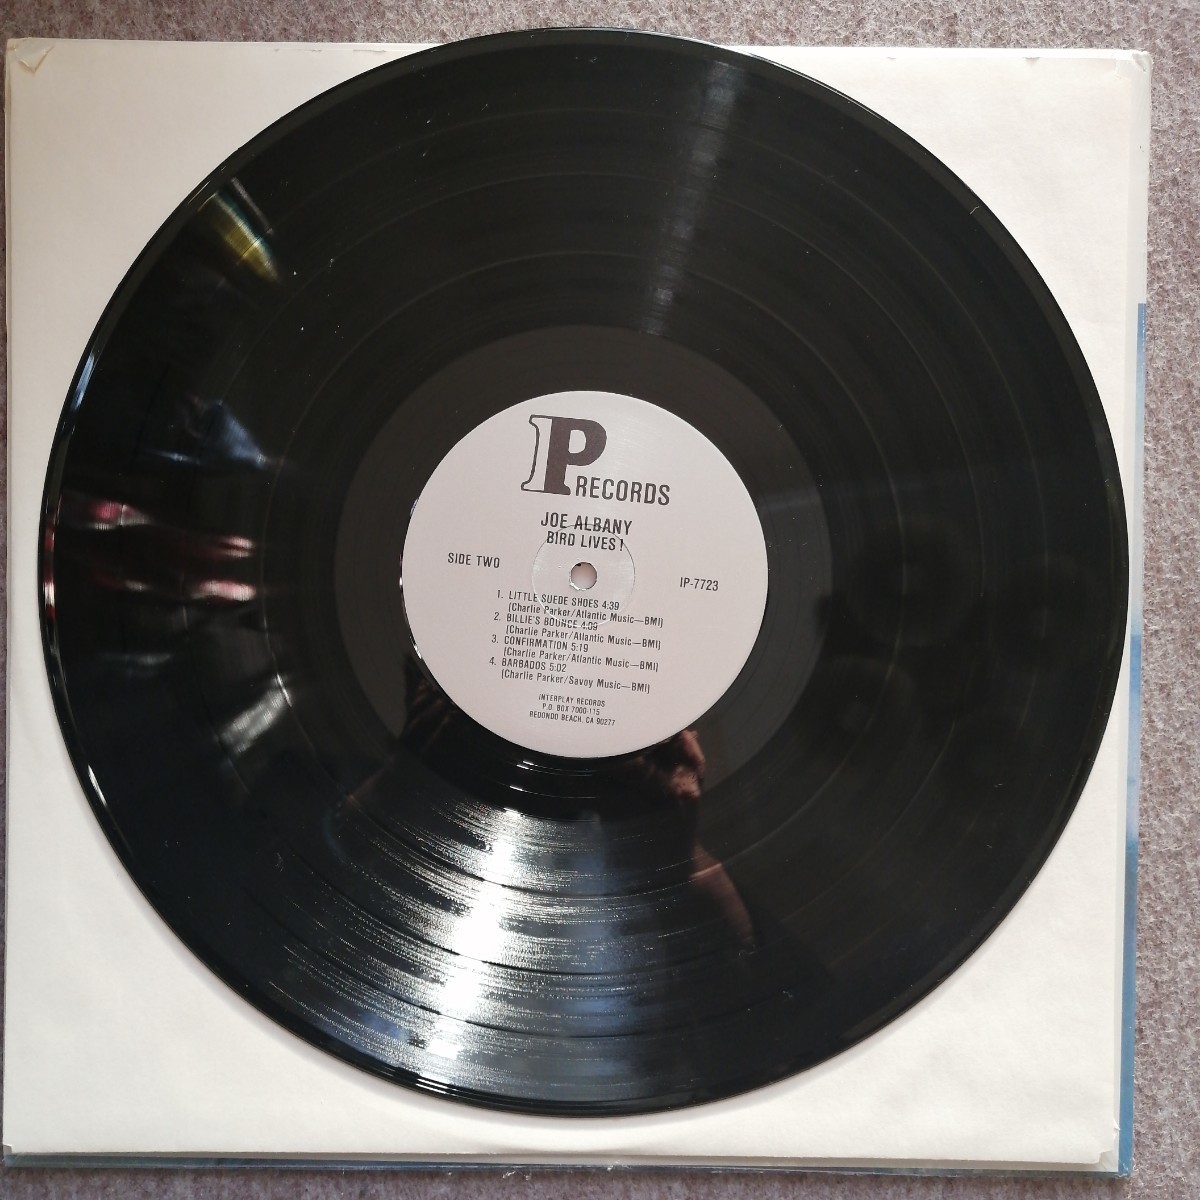 IP RECORDS
JOE ALBANY
BIRD LIVES!
SIDE TWO
IP-7723
1. LITTLE SUEDE SHOES 4:39
(Charlie Parker/Atlantic Music—BMI)
2. BILLIE'S BOUNCE 4:09
(Charlie Parker/Atlantic Music—BMI)
3. CONFIRMATION 5:19
(Charlie Parker/Atlantic Music—BMI)
4. BARBADOS 5:02
(Charlie Parker/Savoy Music—BMI)
INTERPLAY RECORDS
P.O. BOX 7000-115
REDONDO BEACH, CA 90277